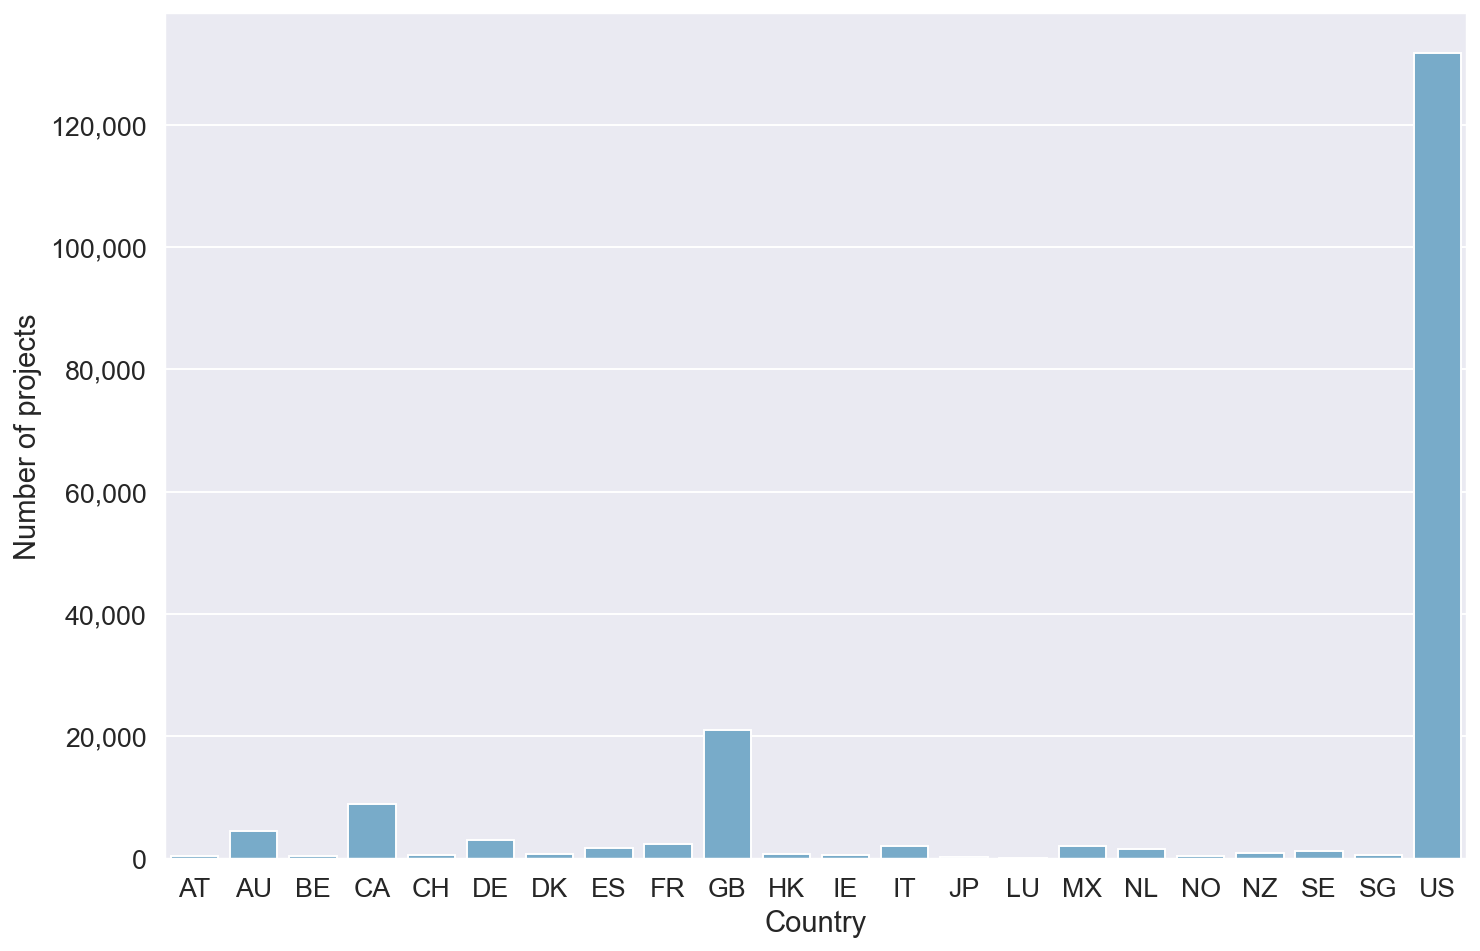 120,000
100,000
80,000
60,000
40,000
20,000
0
Number of projects
AT AU BE CA CH DE DK ES FR GB HK IE IT JP LU MX NL NO NZ SE SG US
Country